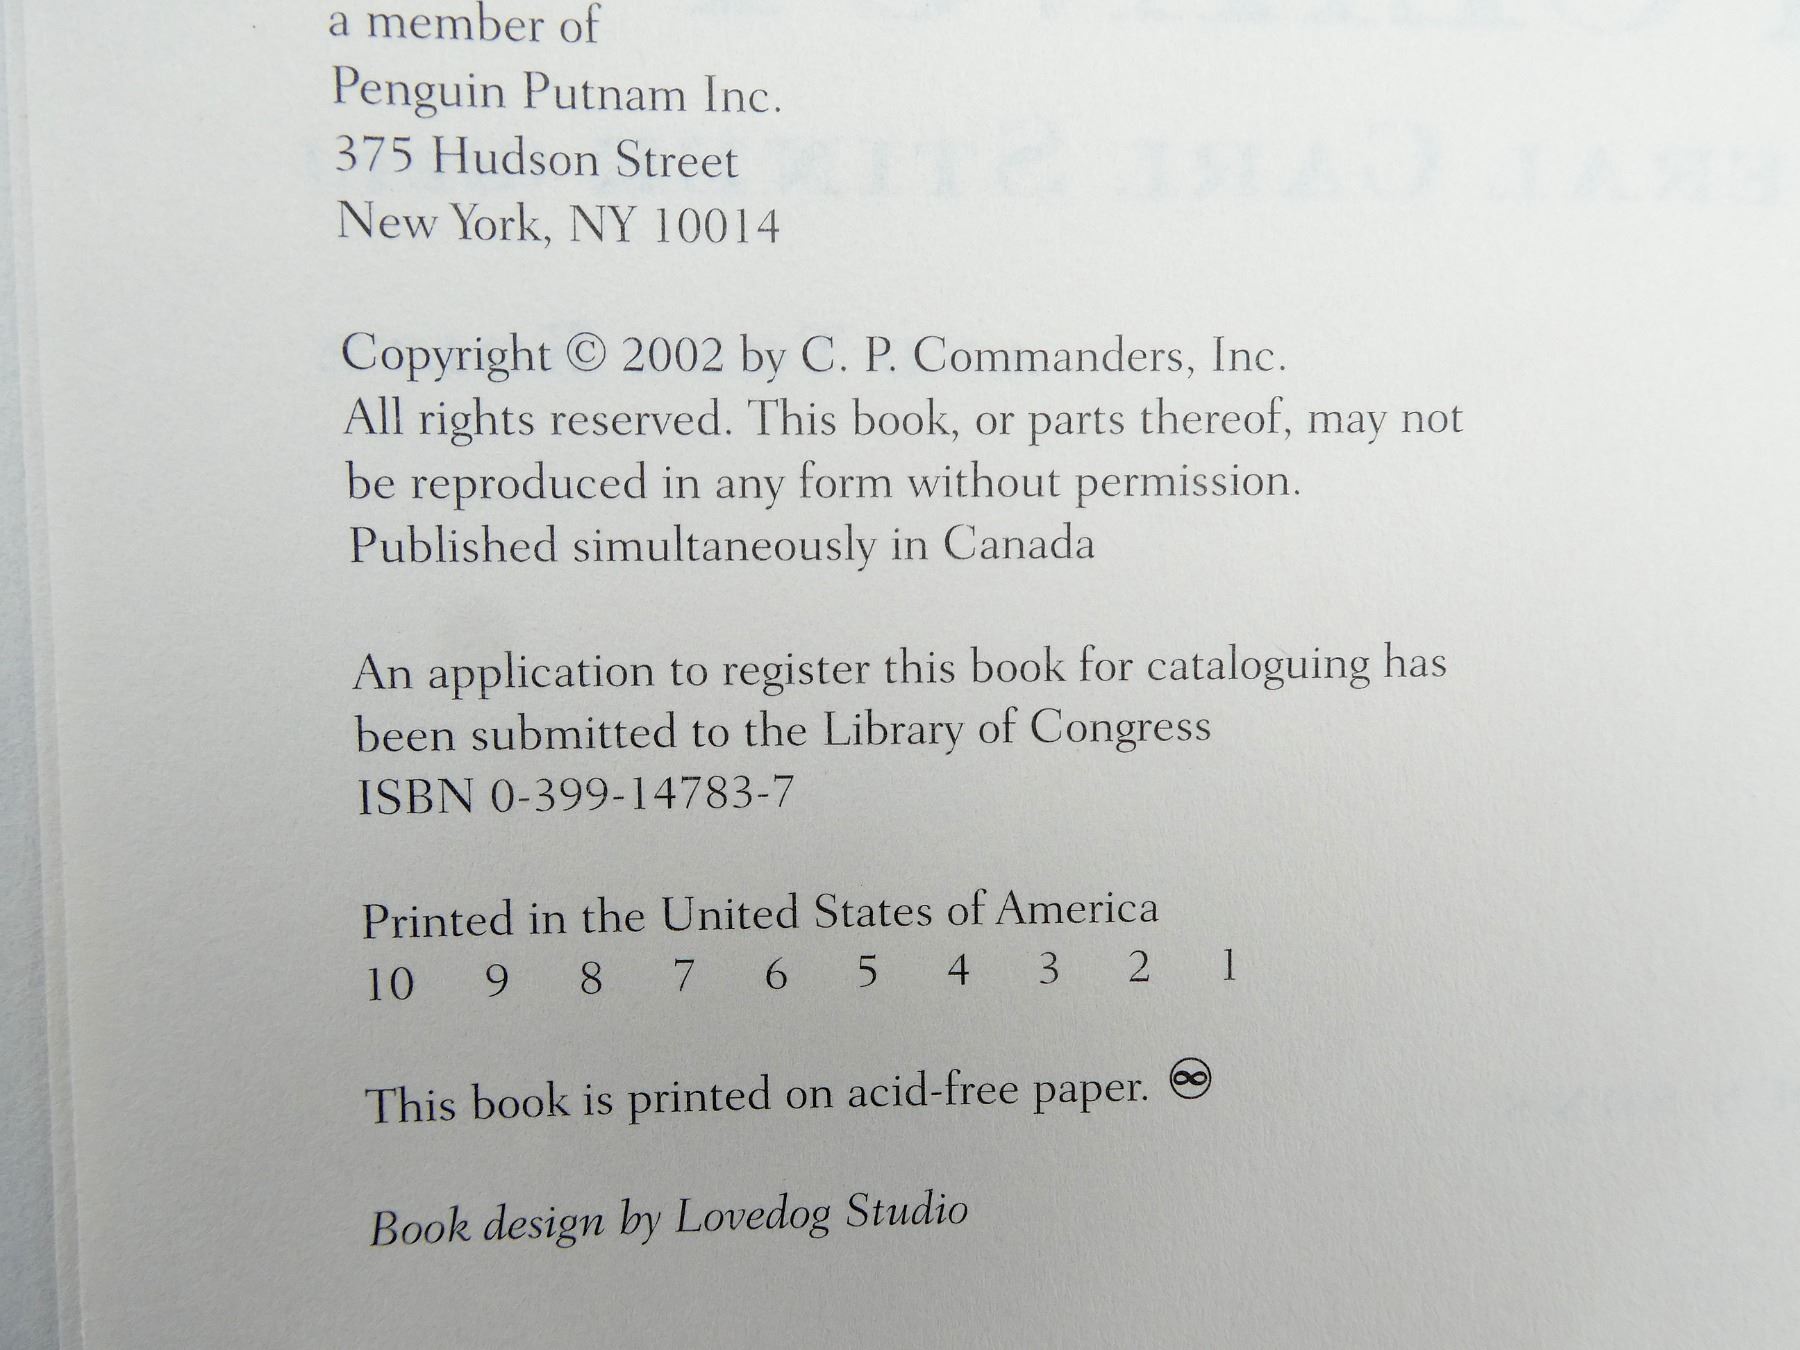 a member of
Penguin Putnam Inc.
375 Hudson Street
New York, NY 10014
Copyright © 2002 by C. P. Commanders, Inc.
All rights reserved. This book, or parts thereof, may not
be reproduced in any form without permission.
Published simultaneously in Canada
An application to register this book for cataloguing has
been submitted to the Library of Congress
ISBN 0-399-14783-7
Printed in the United States of America
10 9 8 7 6 5 4 3 2 1
This book is printed on acid-free paper. ♾
Book design by Lovedog Studio